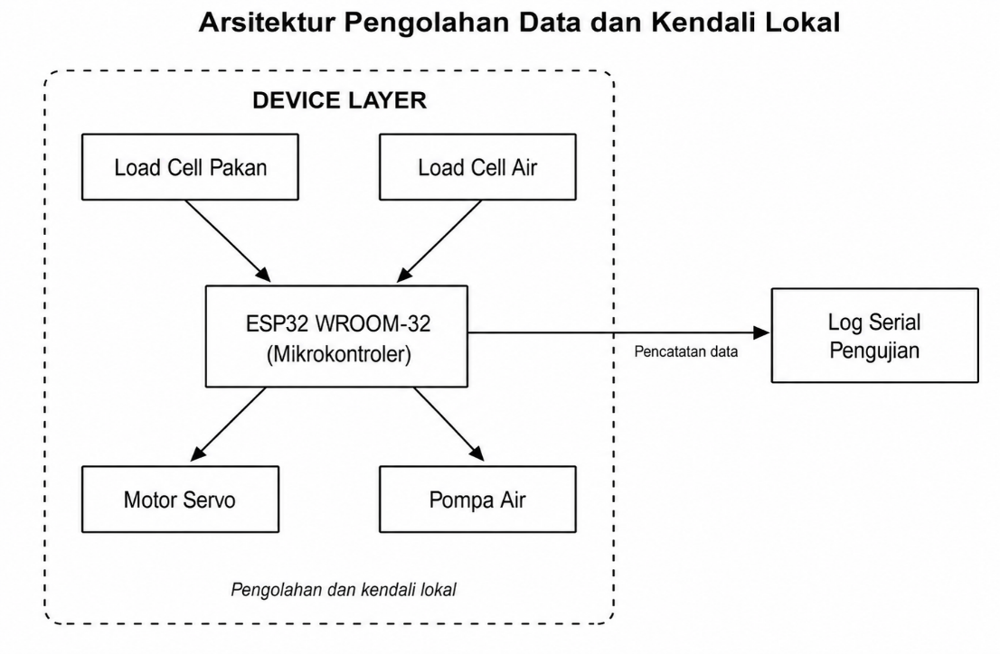 Arsitektur Pengolahan Data dan Kendali Lokal
DEVICE LAYER
Load Cell Pakan
Load Cell Air
ESP32 WROOM-32
(Mikrokontroler)
Pencatatan data
Log Serial
Pengujian
Motor Servo
Pompa Air
Pengolahan dan kendali lokal